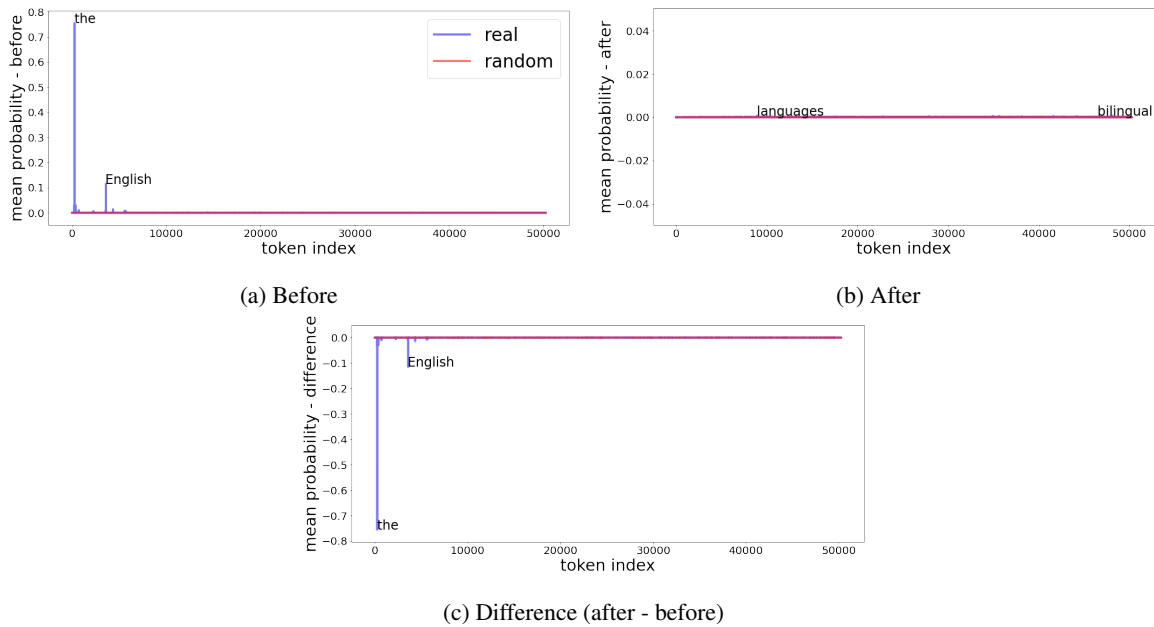 mean probability - before
0.8
0.7
0.6
0.5
0.4
0.3
0.2
0.1
0.0
the
English
real
random
0 10000 20000 30000 40000 50000
token index
(a) Before
mean probability - after
0.04
0.02
0.00
−0.02
−0.04
languages
bilingual
0 10000 20000 30000 40000 50000
token index
(b) After
mean probability - difference
0.0
−0.1
−0.2
−0.3
−0.4
−0.5
−0.6
−0.7
−0.8
English
the
0 10000 20000 30000 40000 50000
token index
(c) Difference (after - before)